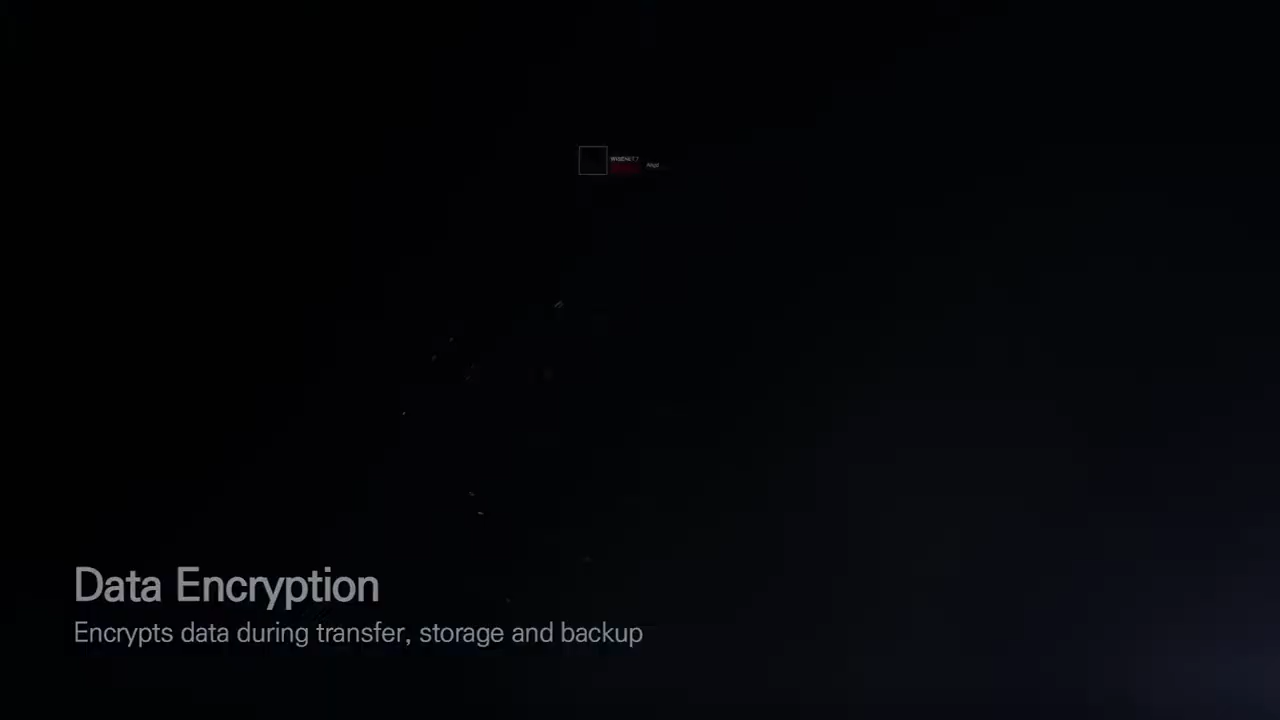 Data Encryption
Encrypts data during transfer, storage and backup